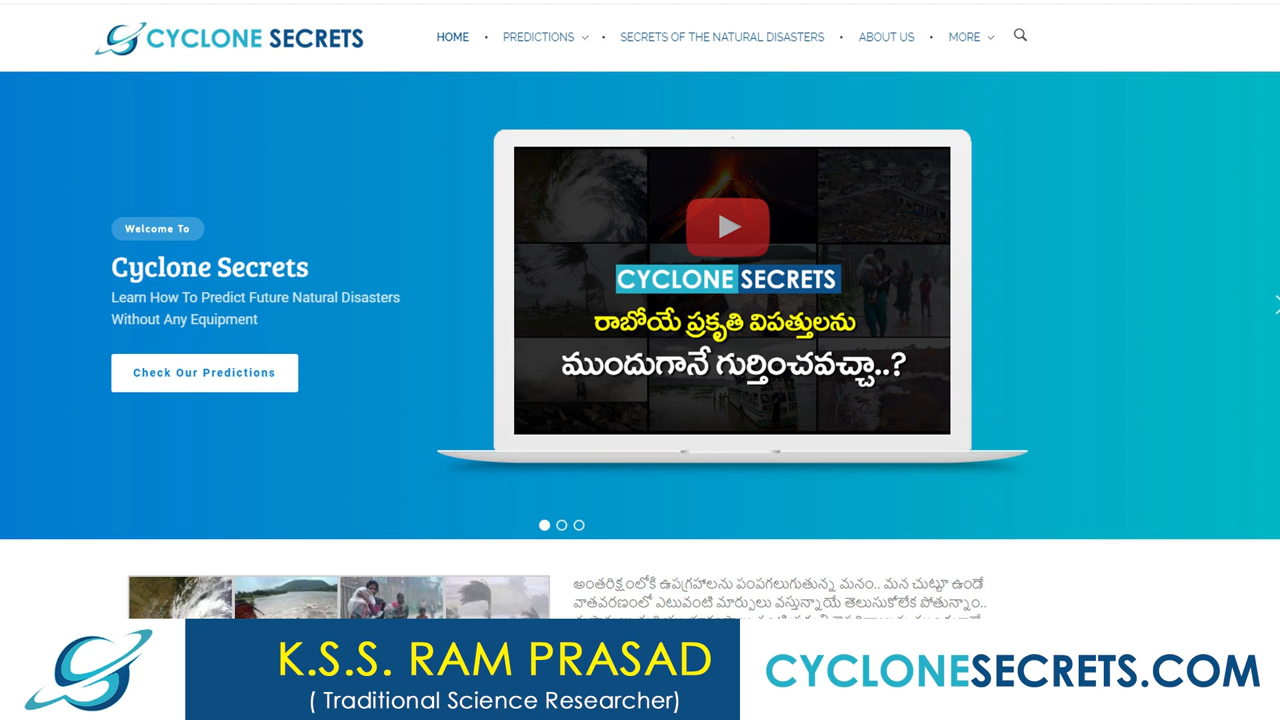 CYCLONE SECRETS
HOME • PREDICTIONS • SECRETS OF THE NATURAL DISASTERS • ABOUT US • MORE
Welcome To
Cyclone Secrets
Learn How To Predict Future Natural Disasters
Without Any Equipment
Check Our Predictions
CYCLONE SECRETS
రాబోయే ప్రకృతి విపత్తులను
ముందుగానే గుర్తించవచ్చా..?
అంతరిక్షంలోకి ఉపగ్రహాలను పంపగలుగుతున్న మనం.. మన చుట్టూ ఉండే
వాతవరణంలో ఎటువంటి మార్పులు వస్తున్నాయే తెలుసుకోలేక పోతున్నాం..
K.S.S. RAM PRASAD
( Traditional Science Researcher)
CYCLONESECRETS.COM